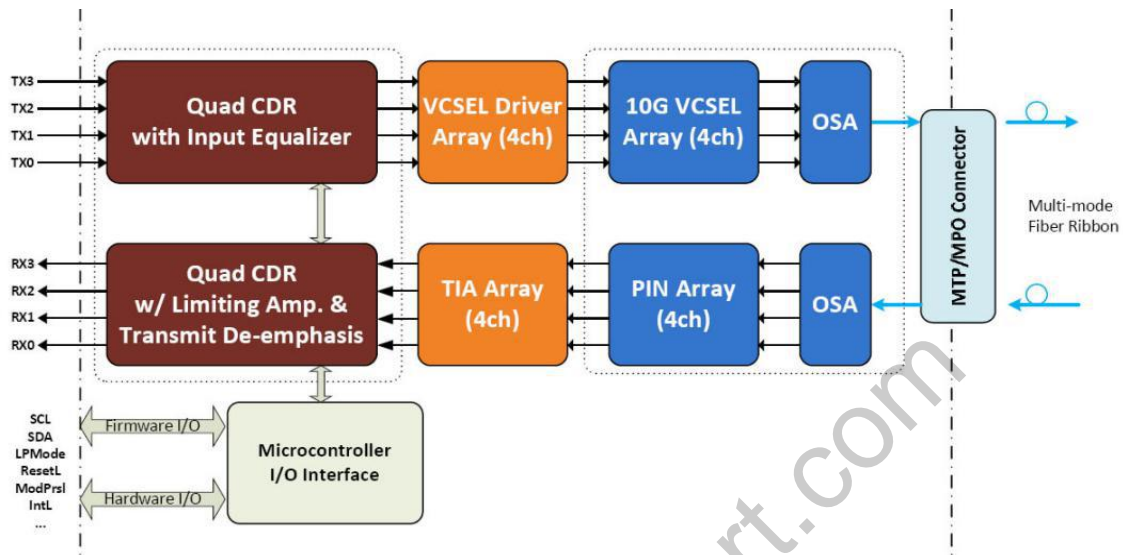 TX3
TX2
TX1
TX0
Quad CDR
with Input Equalizer
VCSEL Driver
Array (4ch)
10G VCSEL
Array (4ch)
OSA
MTP/MPO Connector
Multi-mode
Fiber Ribbon
RX3
RX2
RX1
RX0
Quad CDR
w/ Limiting Amp. &
Transmit De-emphasis
TIA Array
(4ch)
PIN Array
(4ch)
OSA
SCL
SDA
LPMode
ResetL
ModPrsl
IntL
...
Firmware I/O
Hardware I/O
Microcontroller
I/O Interface
rt.com